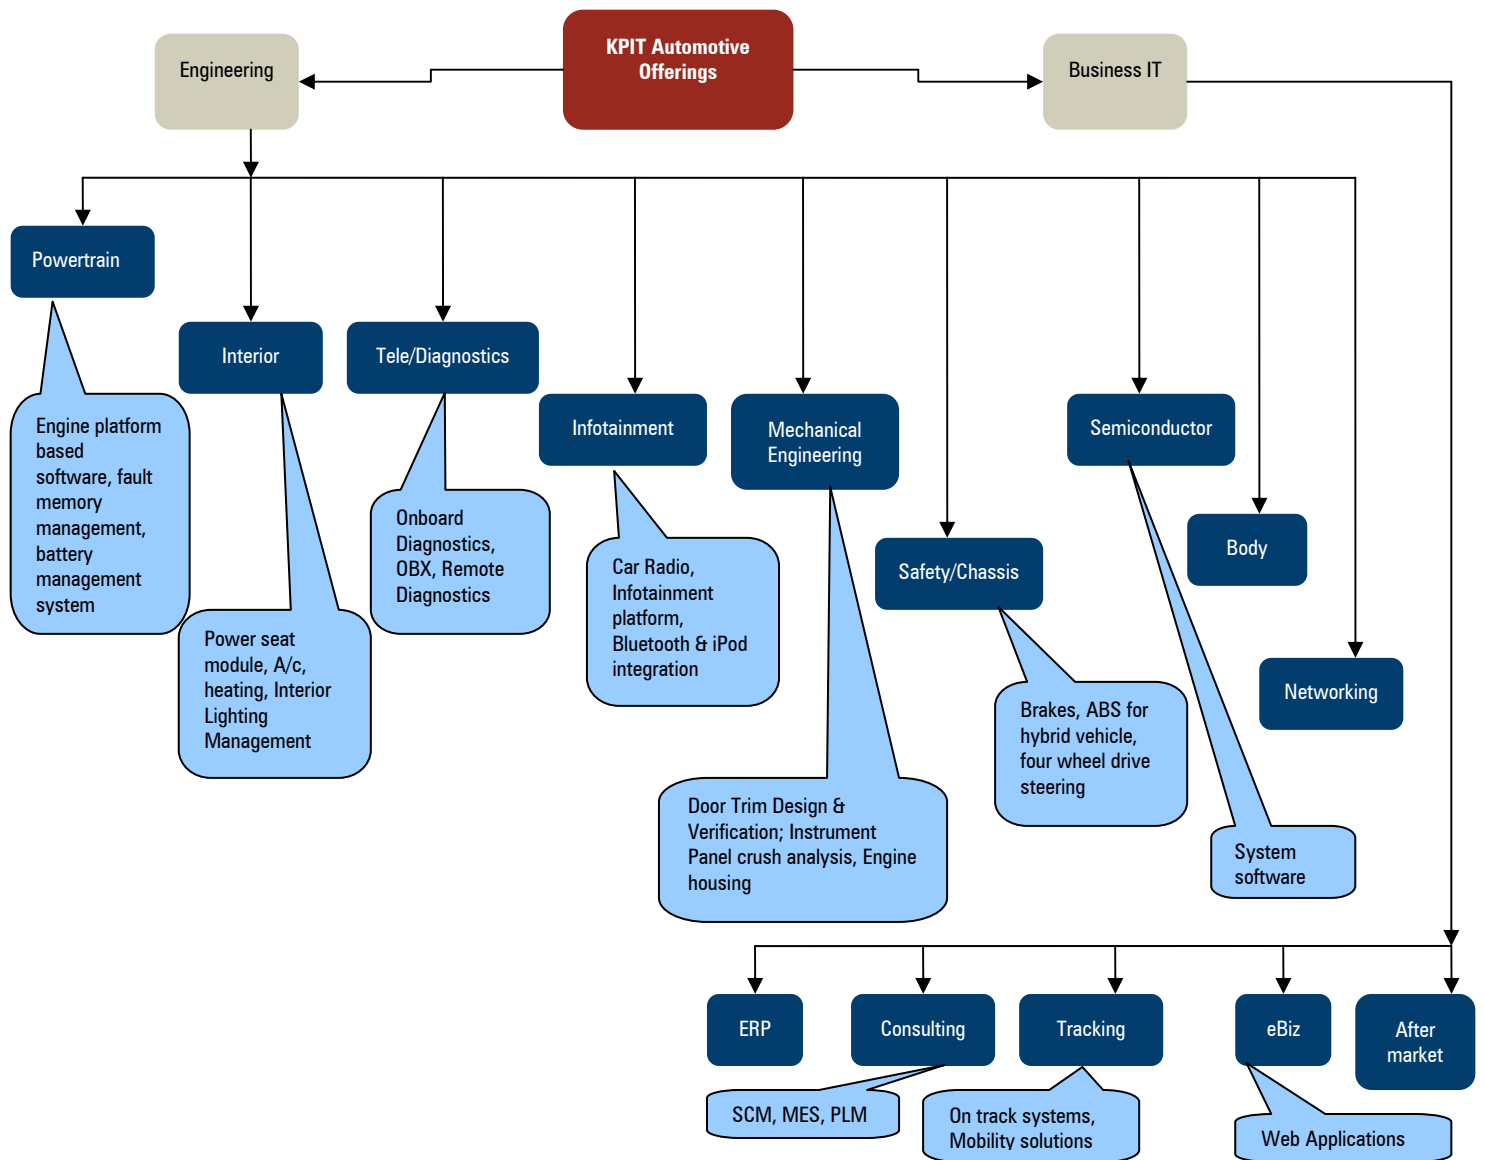 KPIT Automotive
Offerings
Engineering
Business IT
Powertrain
Interior
Tele/Diagnostics
Infotainment
Mechanical
Engineering
Safety/Chassis
Semiconductor
Body
Networking
Engine platform
based
software, fault
memory
management,
battery
management
system
Power seat
module, A/c,
heating, Interior
Lighting
Management
Onboard
Diagnostics,
OBX, Remote
Diagnostics
Car Radio,
Infotainment
platform,
Bluetooth & iPod
integration
Door Trim Design &
Verification; Instrument
Panel crush analysis, Engine
housing
Brakes, ABS for
hybrid vehicle,
four wheel drive
steering
System
software
ERP
Consulting
Tracking
eBiz
After
market
SCM, MES, PLM
On track systems,
Mobility solutions
Web Applications